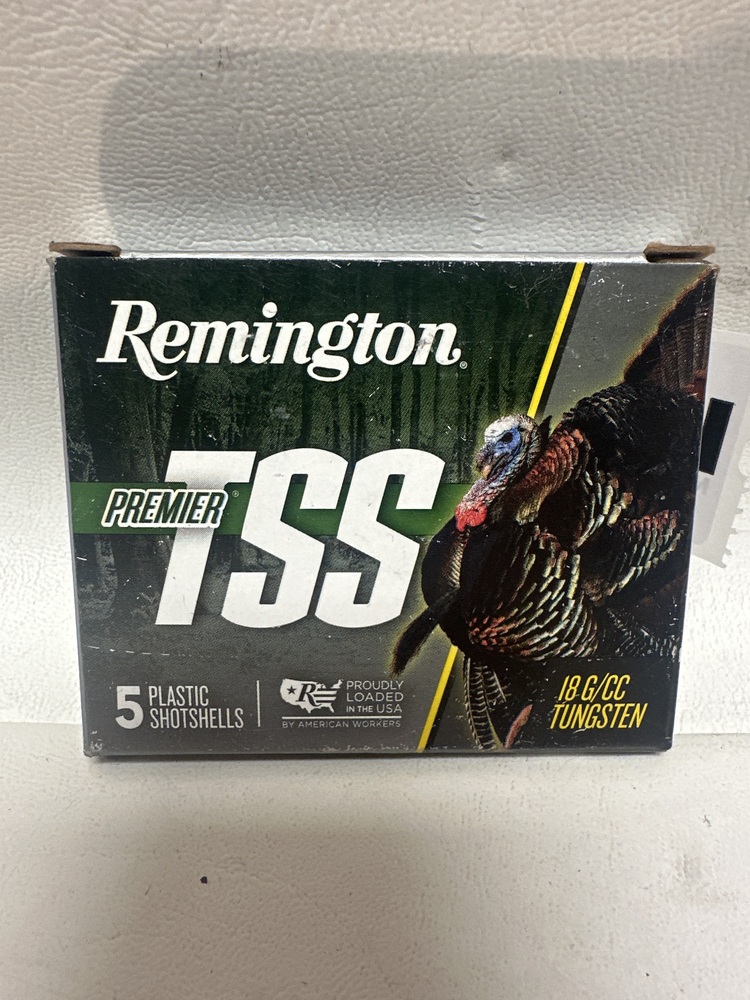 Remington®
PREMIER®
TSS
5 PLASTIC
SHOTSHELLS
R
PROUDLY
LOADED
IN THE USA
BY AMERICAN WORKERS
18 G/CC
TUNGSTEN